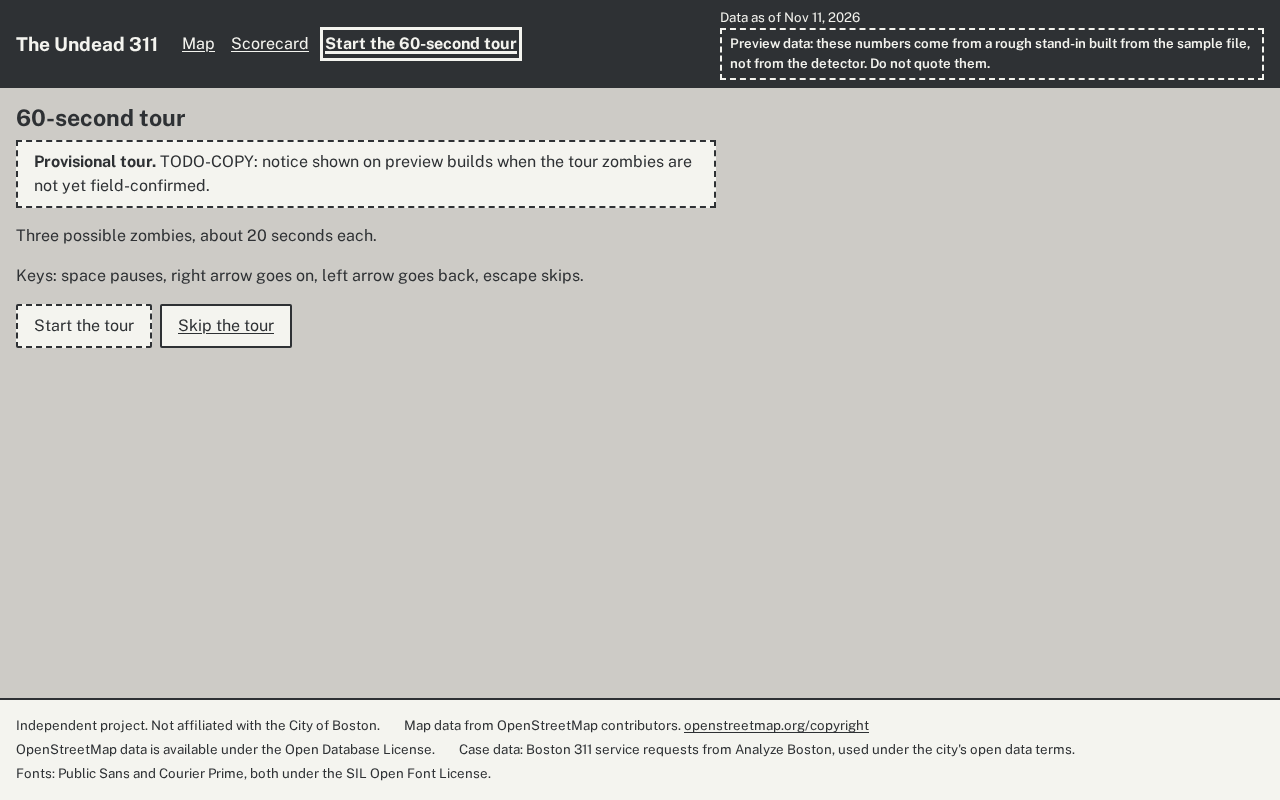 The Undead 311
Map
Scorecard
Start the 60-second tour
Data as of Nov 11, 2026
Preview data: these numbers come from a rough stand-in built from the sample file,
not from the detector. Do not quote them.
60-second tour
Provisional tour. TODO-COPY: notice shown on preview builds when the tour zombies are
not yet field-confirmed.
Three possible zombies, about 20 seconds each.
Keys: space pauses, right arrow goes on, left arrow goes back, escape skips.
Start the tour
Skip the tour
Independent project. Not affiliated with the City of Boston.
Map data from OpenStreetMap contributors. openstreetmap.org/copyright
OpenStreetMap data is available under the Open Database License.
Case data: Boston 311 service requests from Analyze Boston, used under the city's open data terms.
Fonts: Public Sans and Courier Prime, both under the SIL Open Font License.